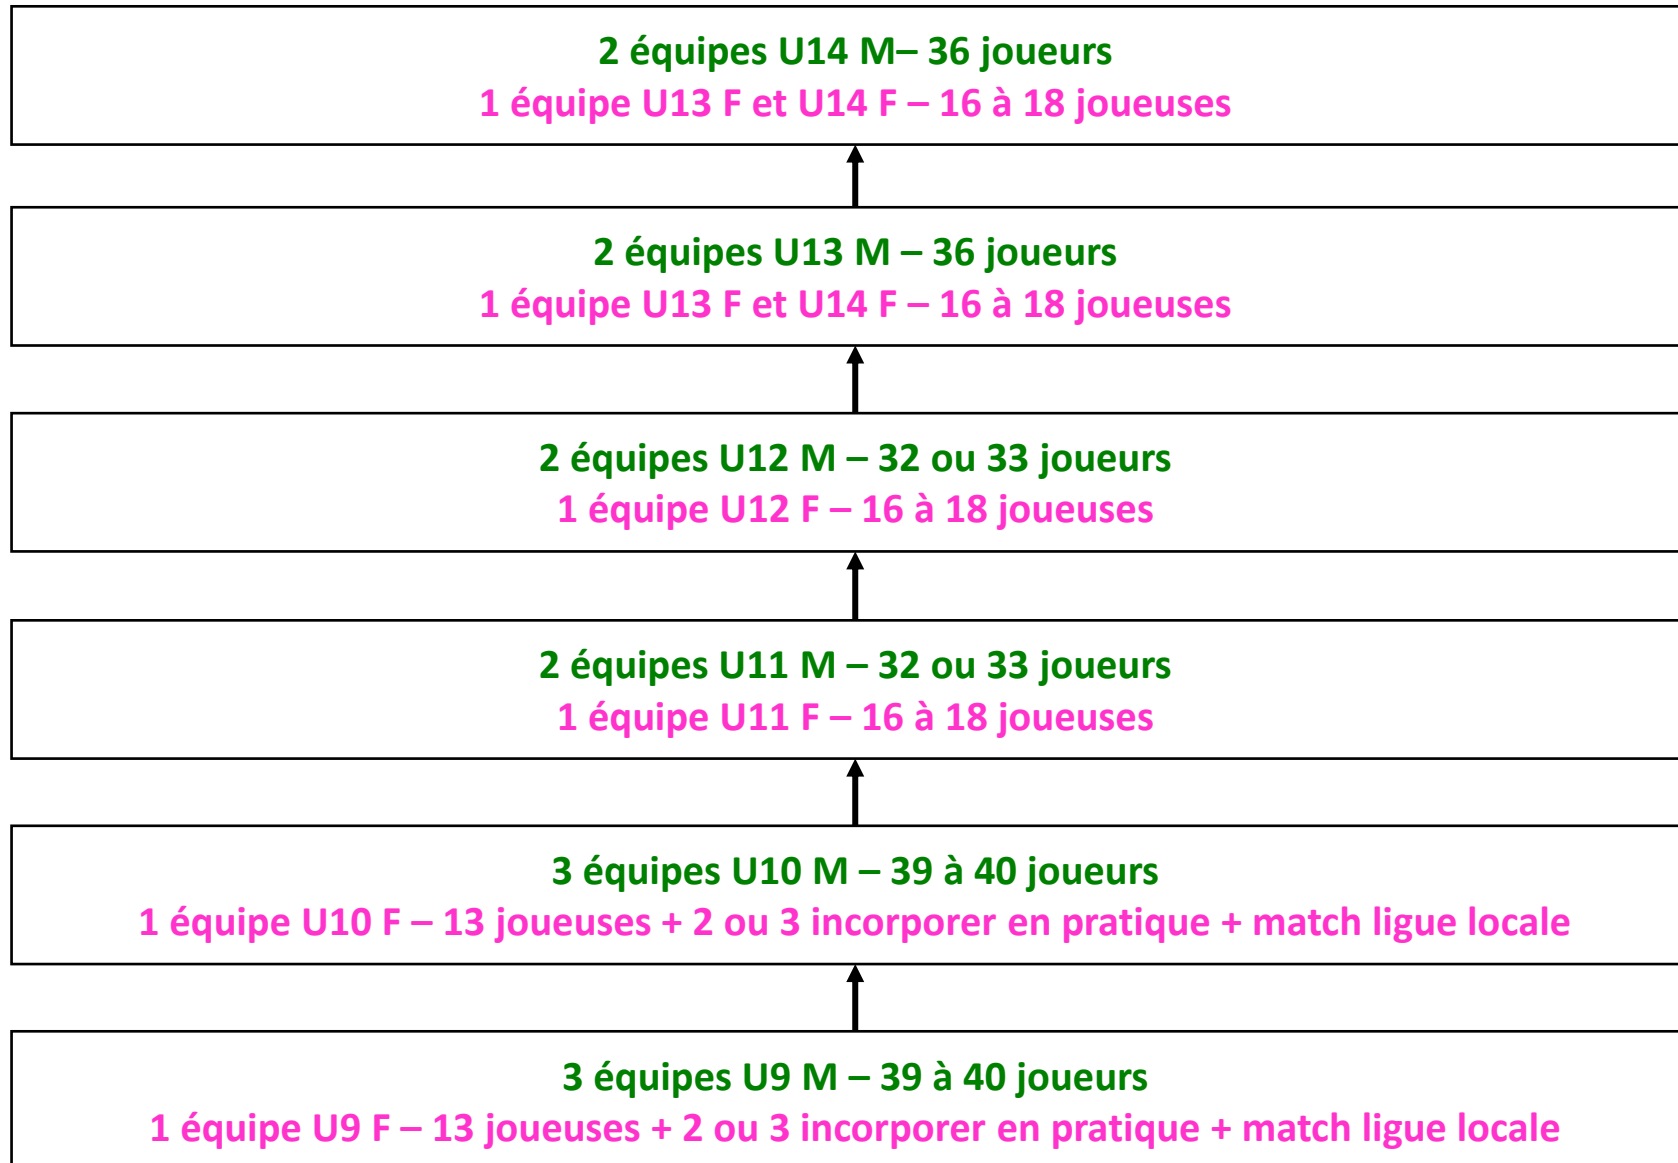 2 équipes U14 M– 36 joueurs
1 équipe U13 F et U14 F – 16 à 18 joueuses
2 équipes U13 M – 36 joueurs
1 équipe U13 F et U14 F – 16 à 18 joueuses
2 équipes U12 M – 32 ou 33 joueurs
1 équipe U12 F – 16 à 18 joueuses
2 équipes U11 M – 32 ou 33 joueurs
1 équipe U11 F – 16 à 18 joueuses
3 équipes U10 M – 39 à 40 joueurs
1 équipe U10 F – 13 joueuses + 2 ou 3 incorporer en pratique + match ligue locale
3 équipes U9 M – 39 à 40 joueurs
1 équipe U9 F – 13 joueuses + 2 ou 3 incorporer en pratique + match ligue locale